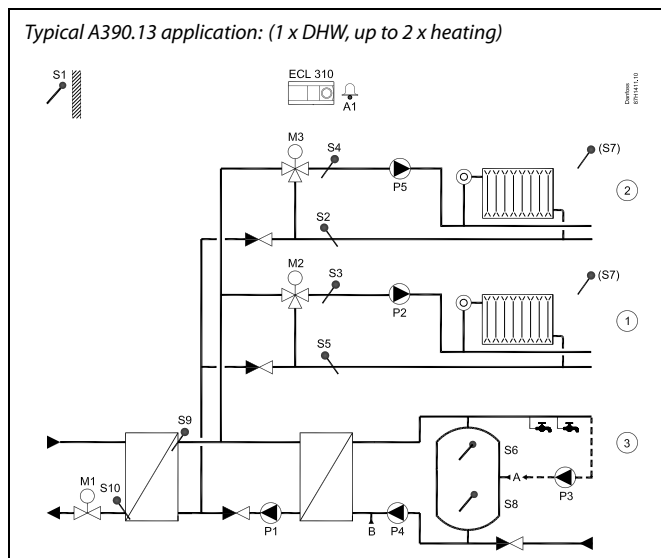 Typical A390.13 application: (1 x DHW, up to 2 x heating)
S1
ECL 310
A1
Danfoss
87H1411.10
M3
S4
(S7)
P5
2
S2
M2
S3
(S7)
P2
1
S5
S9
3
S6
A
P3
M1
S10
S8
P1
B
P4